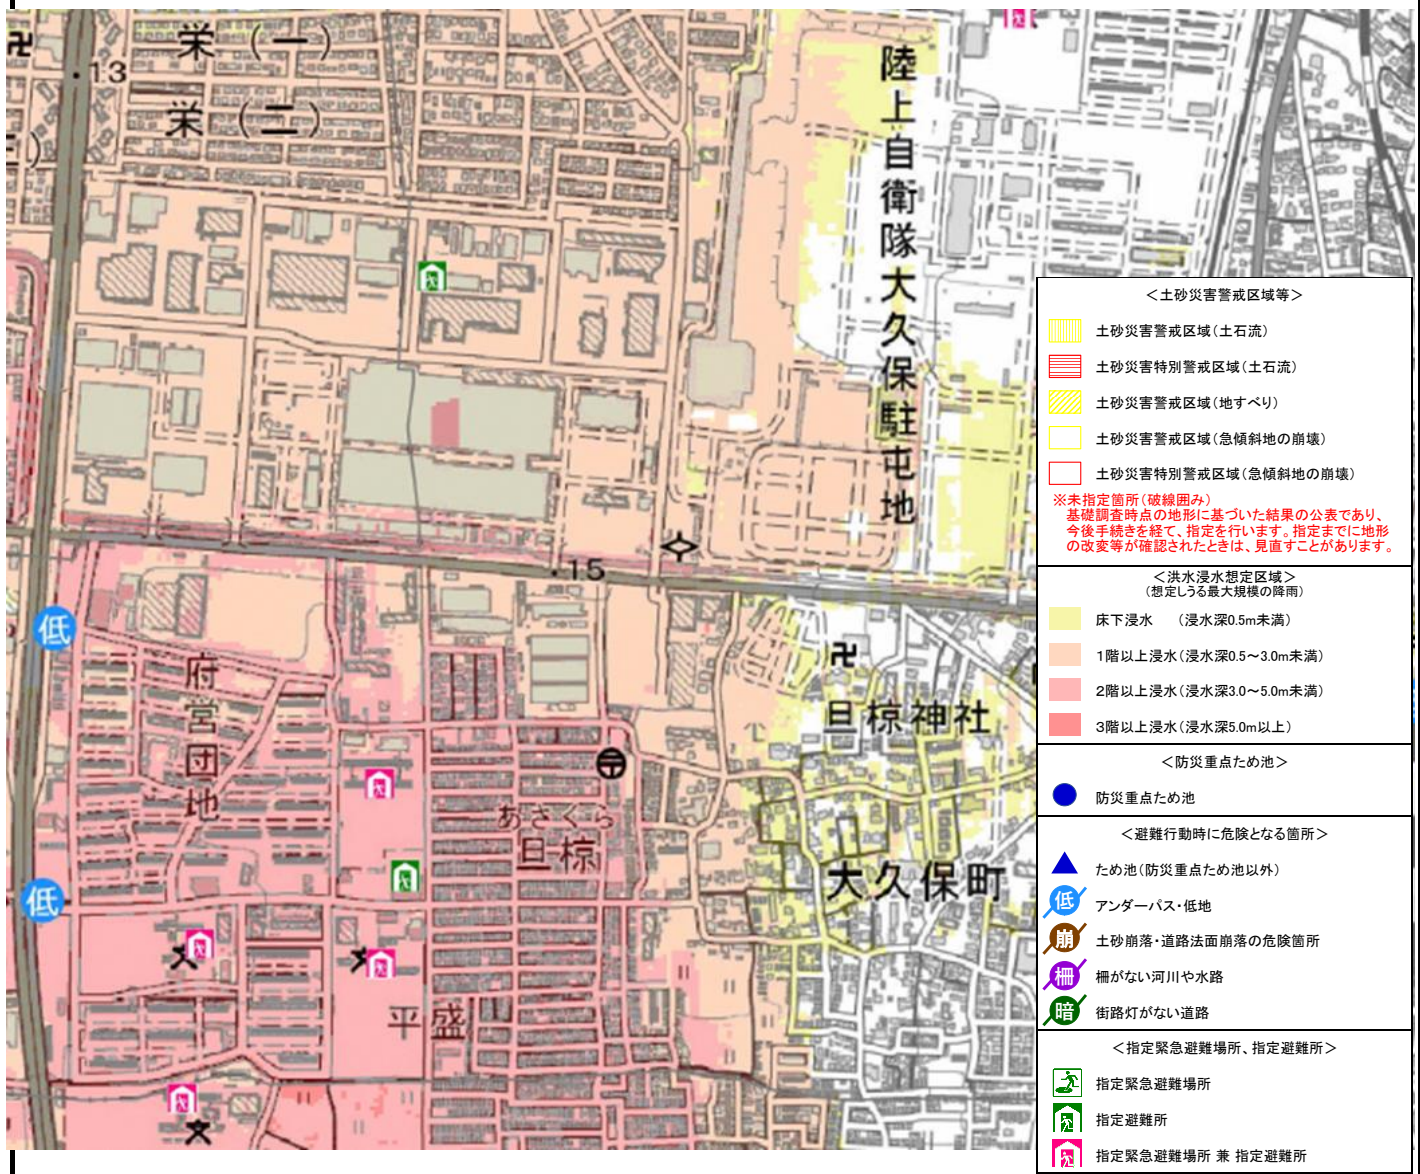 栄(一)
・13
栄(二)
陸上自衛隊大久保駐屯地
・15
低
府営団地
旦椋神社
あさくら
旦椋
大久保町
低
平盛
<土砂災害警戒区域等>
土砂災害警戒区域(土石流)
土砂災害特別警戒区域(土石流)
土砂災害警戒区域(地すべり)
土砂災害警戒区域(急傾斜地の崩壊)
土砂災害特別警戒区域(急傾斜地の崩壊)
※未指定箇所(破線囲み)
基礎調査時点の地形に基づいた結果の公表であり、
今後手続きを経て、指定を行います。指定までに地形
の改変等が確認されたときは、見直すことがあります。
<洪水浸水想定区域>
(想定しうる最大規模の降雨)
床下浸水 (浸水深0.5m未満)
1階以上浸水(浸水深0.5~3.0m未満)
2階以上浸水(浸水深3.0~5.0m未満)
3階以上浸水(浸水深5.0m以上)
<防災重点ため池>
防災重点ため池
<避難行動時に危険となる箇所>
ため池(防災重点ため池以外)
低 アンダーパス・低地
崩 土砂崩落・道路法面崩落の危険箇所
柵 柵がない河川や水路
暗 街路灯がない道路
<指定緊急避難場所、指定避難所>
指定緊急避難場所
指定避難所
指定緊急避難場所 兼 指定避難所